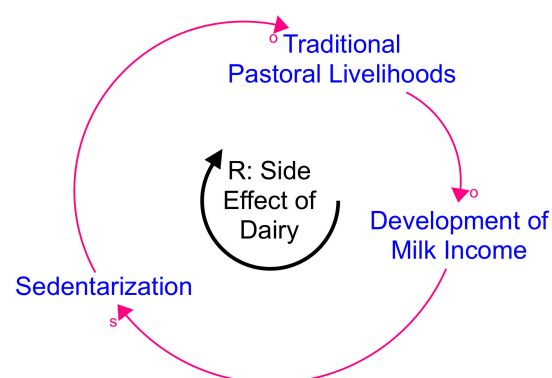 o
Traditional
Pastoral Livelihoods
R: Side
Effect of
Dairy
o
Development of
Milk Income
Sedentarization
s